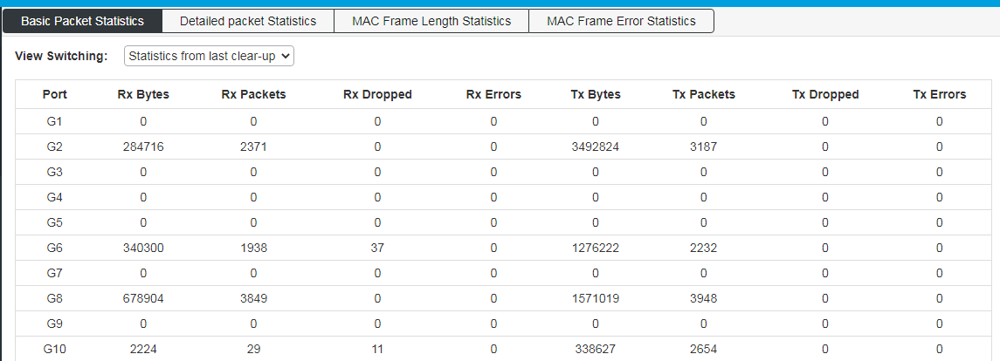 Basic Packet Statistics Detailed packet Statistics MAC Frame Length Statistics MAC Frame Error Statistics
View Switching: Statistics from last clear-up
Port Rx Bytes Rx Packets Rx Dropped Rx Errors Tx Bytes Tx Packets Tx Dropped Tx Errors
G1 0 0 0 0 0 0 0 0
G2 284716 2371 0 0 3492824 3187 0 0
G3 0 0 0 0 0 0 0 0
G4 0 0 0 0 0 0 0 0
G5 0 0 0 0 0 0 0 0
G6 340300 1938 37 0 1276222 2232 0 0
G7 0 0 0 0 0 0 0 0
G8 678904 3849 0 0 1571019 3948 0 0
G9 0 0 0 0 0 0 0 0
G10 2224 29 11 0 338627 2654 0 0